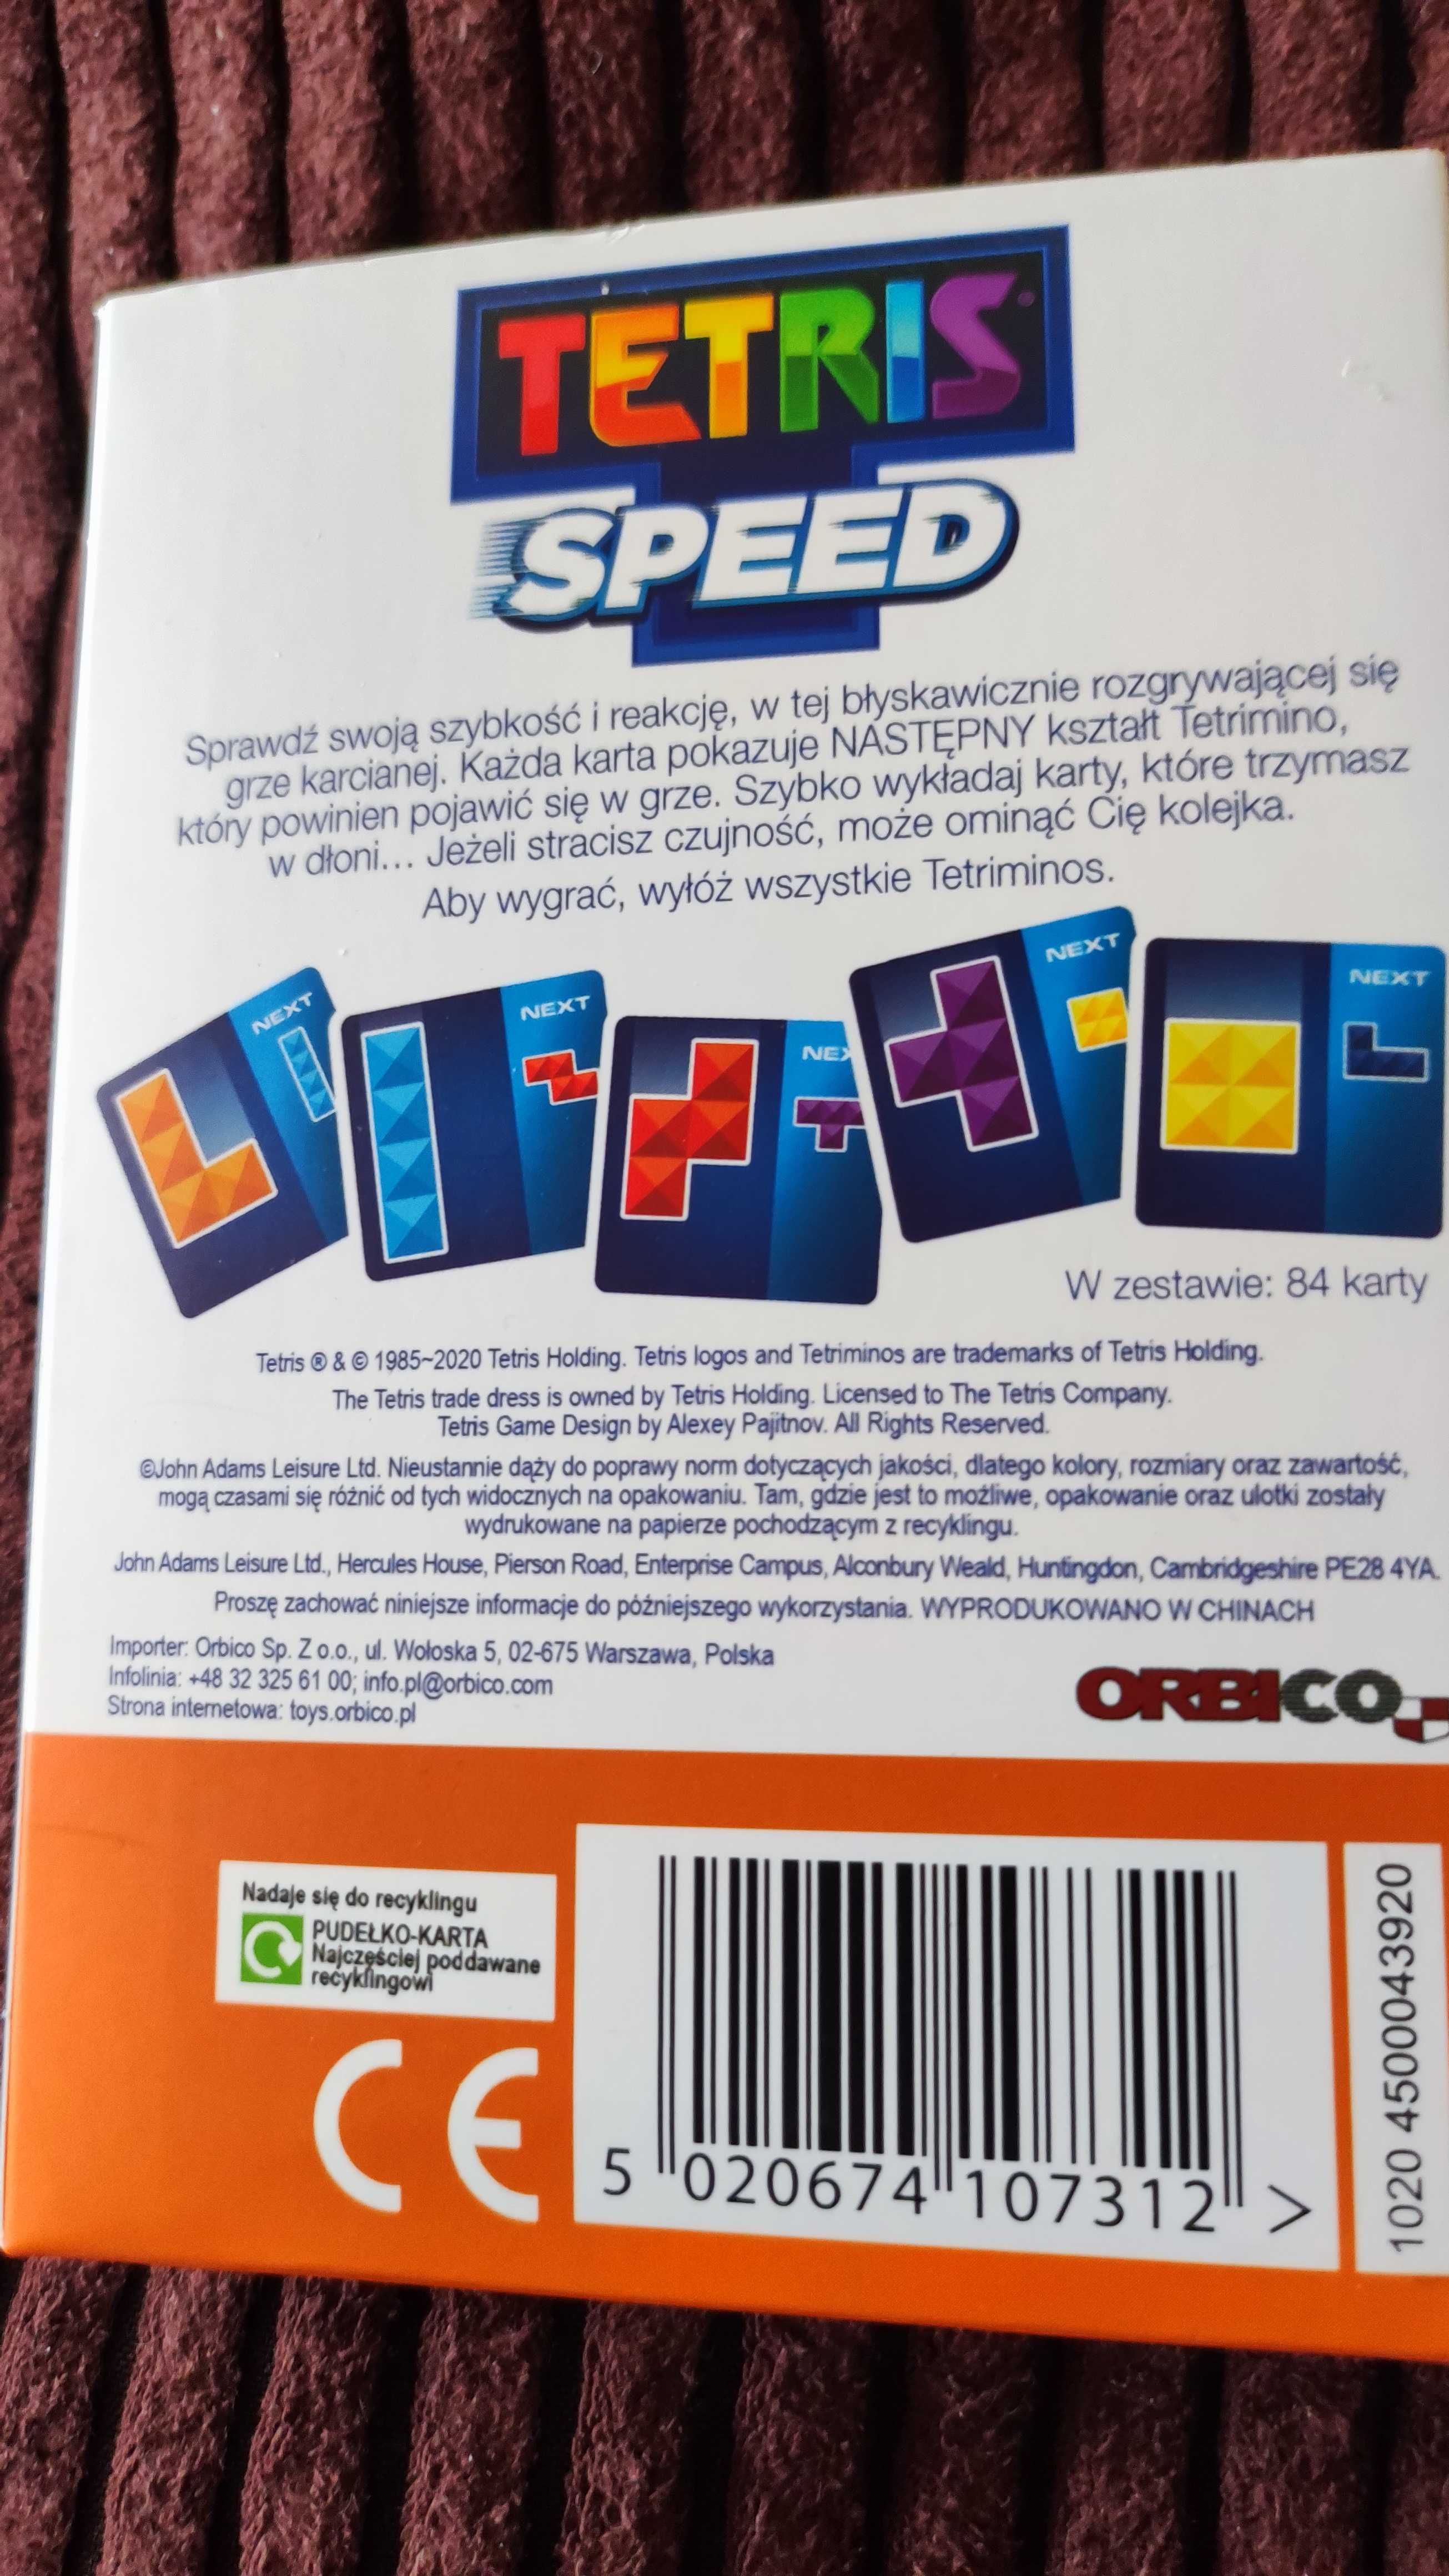 TETRIS®
SPEED
Sprawdź swoją szybkość i reakcję, w tej błyskawicznie rozgrywającej się
grze karcianej. Każda karta pokazuje NASTĘPNY kształt Tetrimino,
który powinien pojawić się w grze. Szybko wykładaj karty, które trzymasz
w dłoni... Jeżeli stracisz czujność, może ominąć Cię kolejka.
Aby wygrać, wyłóż wszystkie Tetriminos.
NEXT
NEXT
NEX
NEXT
NEXT
W zestawie: 84 karty
Tetris ® & © 1985~2020 Tetris Holding. Tetris logos and Tetriminos are trademarks of Tetris Holding.
The Tetris trade dress is owned by Tetris Holding. Licensed to The Tetris Company.
Tetris Game Design by Alexey Pajitnov. All Rights Reserved.
©John Adams Leisure Ltd. Nieustannie dąży do poprawy norm dotyczących jakości, dlatego kolory, rozmiary oraz zawartość,
mogą czasami się różnić od tych widocznych na opakowaniu. Tam, gdzie jest to możliwe, opakowanie oraz ulotki zostały
wydrukowane na papierze pochodzącym z recyklingu.
John Adams Leisure Ltd., Hercules House, Pierson Road, Enterprise Campus, Alconbury Weald, Huntingdon, Cambridgeshire PE28 4YA.
Proszę zachować niniejsze informacje do późniejszego wykorzystania. WYPRODUKOWANO W CHINACH
Importer: Orbico Sp. Z o.o., ul. Wołoska 5, 02-675 Warszawa, Polska
Infolinia: +48 32 325 61 00; info.pl@orbico.com
Strona internetowa: toys.orbico.pl
ORBICO
Nadaje się do recyklingu
PUDEŁKO-KARTA
Najczęściej poddawane
recyklingowi
CE
5 020674 107312 >
1020 4500043920